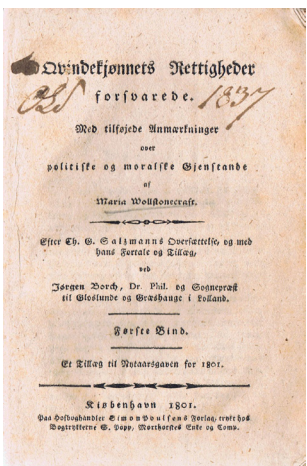 Qvindekjønnets Rettigheder
forsvarede.
1837
Med tilføjede Anmærkninger
over
politiske og moralske Gjenstande
af
Maria Wollstonecraft.
Efter Ch. G. Salzmanns Oversættelse, og med
hans Fortale og Tillæg,
ved
Jørgen Borch, Dr. Phil. og Sognepræst
til Gloslunde og Græshauge i Lolland.
Første Bind.
Et Tillæg til Nytaarsgaven for 1801.
Kiøbenhavn 1801.
Paa Hofboghandler Simon Poulsens Forlag, trykt hos
Bogtrykkerne S. Popp, Morthorstes Enke og Comp.